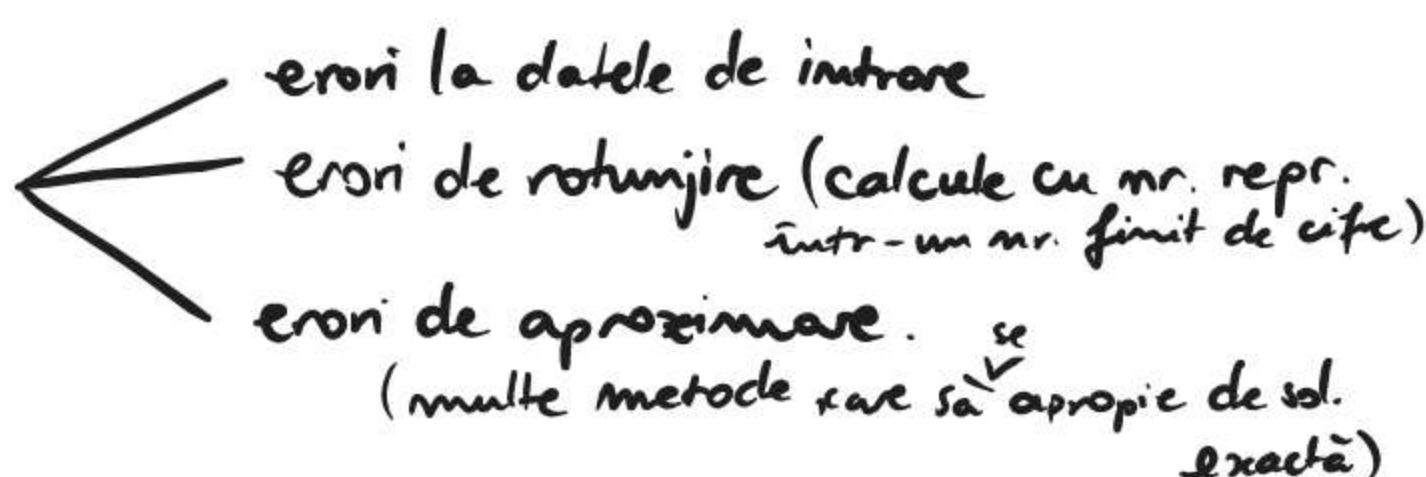 erori la datele de intrare
erori de rotunjire (calcule cu nr. repr.
într-un nr. finit de cifre)
erori de aproximare.
(multe metode care să se apropie de sol.
exactă)